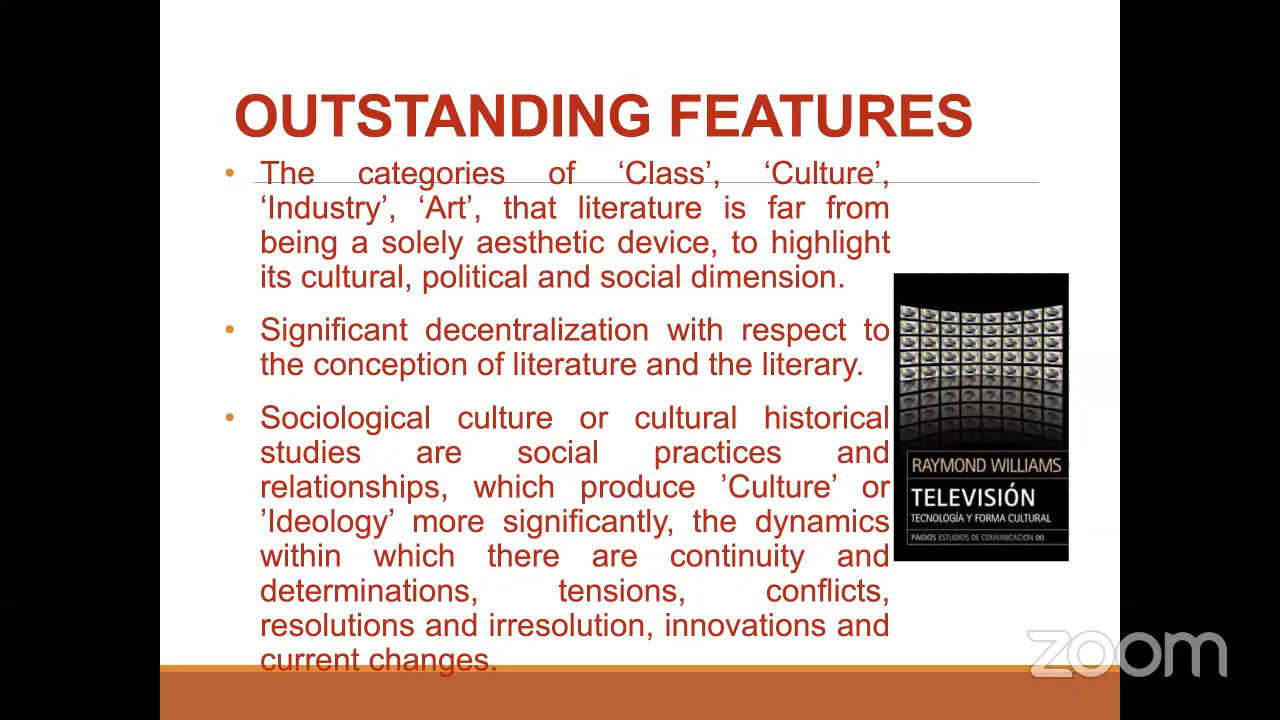 OUTSTANDING FEATURES
• The categories of ‘Class’, ‘Culture’,
‘Industry’, ‘Art’, that literature is far from
being a solely aesthetic device, to highlight
its cultural, political and social dimension.
• Significant decentralization with respect to
the conception of literature and the literary.
• Sociological culture or cultural historical
studies are social practices and
relationships, which produce ’Culture’ or
’Ideology’ more significantly, the dynamics
within which there are continuity and
determinations, tensions, conflicts,
resolutions and irresolution, innovations and
current changes.
RAYMOND WILLIAMS
TELEVISIÓN
TECNOLOGÍA Y FORMA CULTURAL
PAIDÓS ESTUDIOS DE COMUNICACIÓN
zoom